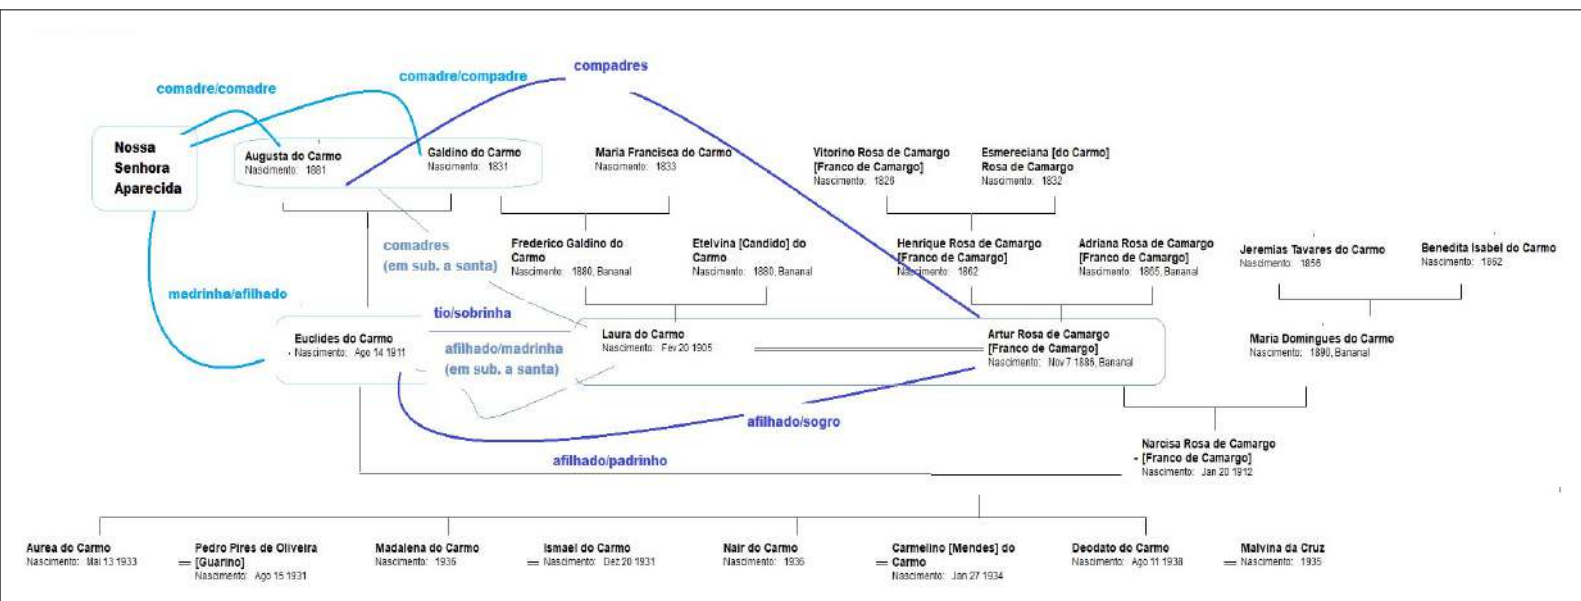 compadres
comadre/compadre
comadre/comadre
Nossa
Senhora
Aparecida
Augusta do Carmo
Nascimento: 1881
Galdino do Carmo
Nascimento: 1831
Maria Francisca do Carmo
Nascimento: 1833
Vitorino Rosa de Camargo
[Franco de Camargo]
Nascimento: 1826
Esmereciana [do Carmo]
Rosa de Camargo
Nascimento: 1832
comadres
(em sub. a santa)
Frederico Galdino do
Carmo
Nascimento: 1880, Bananal
Etelvina [Candido] do
Carmo
Nascimento: 1880, Bananal
Henrique Rosa de Camargo
[Franco de Camargo]
Nascimento: 1862
Adriana Rosa de Camargo
[Franco de Camargo]
Nascimento: 1865, Bananal
Jeremias Tavares do Carmo
Nascimento: 1856
Benedita Isabel do Carmo
Nascimento: 1862
madrinha/afilhado
tio/sobrinha
Euclides do Carmo
Nascimento: Ago 14 1911
afilhado/madrinha
(em sub. a santa)
Laura do Carmo
Nascimento: Fev 20 1905
Artur Rosa de Camargo
[Franco de Camargo]
Nascimento: Nov 7 1886, Bananal
Maria Domingues do Carmo
Nascimento: 1890, Bananal
afilhado/sogro
afilhado/padrinho
Narcisa Rosa de Camargo
- [Franco de Camargo]
Nascimento: Jan 20 1912
Aurea do Carmo
Nascimento: Mai 13 1933
Pedro Pires de Oliveira
[Guarino]
Nascimento: Ago 15 1931
Madalena do Carmo
Nascimento: 1936
Ismael do Carmo
Nascimento: Dez 20 1931
Nair do Carmo
Nascimento: 1936
Carmelino [Mendes] do
Carmo
Nascimento: Jan 27 1934
Deodato do Carmo
Nascimento: Ago 11 1938
Malvina da Cruz
Nascimento: 1935